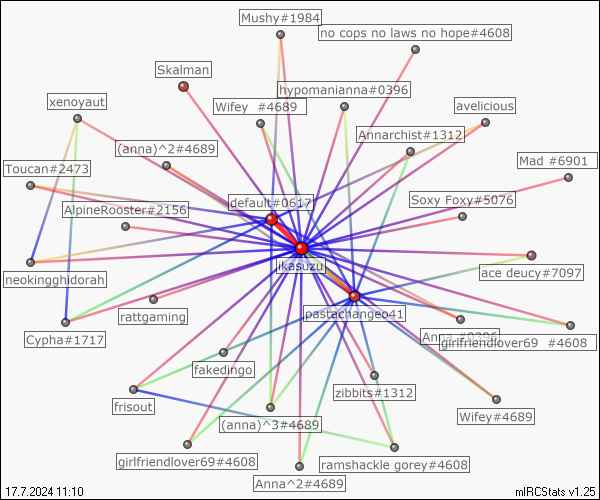 Mushy#1984
no cops no laws no hope#4608
Skalman
hypomanianna#0396
xenoyaut
Wifey #4689
avelicious
Annarchist#1312
(anna)^2#4689
Mad #6901
Toucan#2473
default#0617
Soxy Foxy#5076
AlpineRooster#2156
ikasuzu
ace deucy#7097
neokingghidorah
rattgaming
pastachangeo41
Cypha#1717
Anna #0396
girlfriendlover69 #4608
fakedingo
zibbits#1312
frisout
(anna)^3#4689
Wifey#4689
girlfriendlover69#4608
ramshackle gorey#4608
Anna^2#4689
17.7.2024 11:10
mIRCStats v1.25